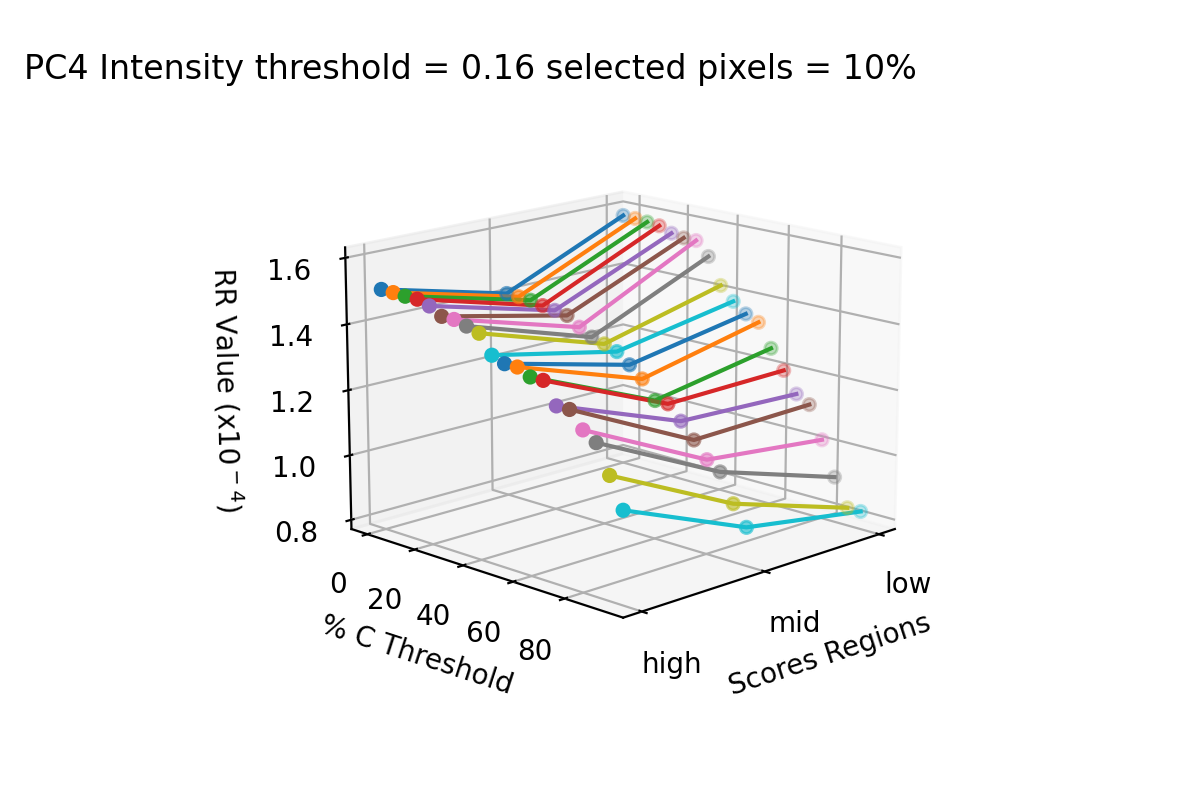 PC4 Intensity threshold = 0.16 selected pixels = 10%
RR Value (x10⁻⁴)
1.6
1.4
1.2
1.0
0.8
0
20
40
60
80
% C Threshold
high
mid
low
Scores Regions